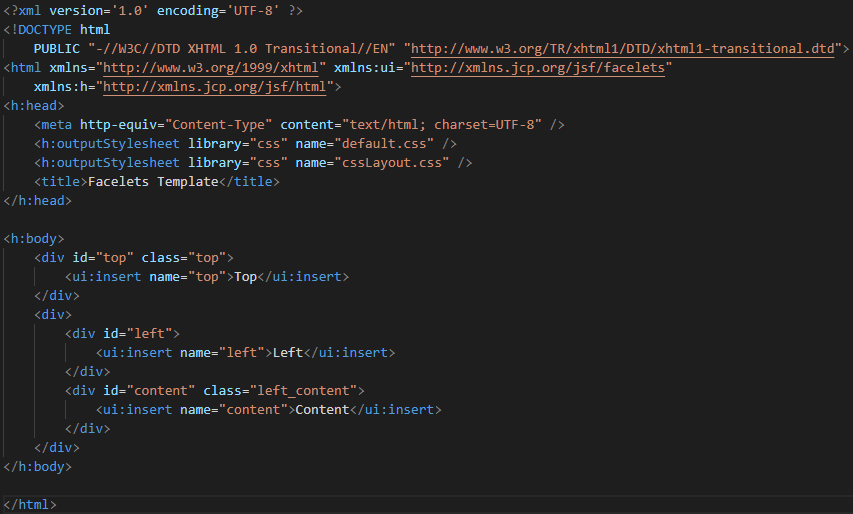 <?xml version='1.0' encoding='UTF-8' ?>
<!DOCTYPE html
    PUBLIC "-//W3C//DTD XHTML 1.0 Transitional//EN" "http://www.w3.org/TR/xhtml1/DTD/xhtml1-transitional.dtd">
<html xmlns="http://www.w3.org/1999/xhtml" xmlns:ui="http://xmlns.jcp.org/jsf/facelets"
    xmlns:h="http://xmlns.jcp.org/jsf/html">
<h:head>
    <meta http-equiv="Content-Type" content="text/html; charset=UTF-8" />
    <h:outputStylesheet library="css" name="default.css" />
    <h:outputStylesheet library="css" name="cssLayout.css" />
    <title>Facelets Template</title>
</h:head>

<h:body>
    <div id="top" class="top">
        <ui:insert name="top">Top</ui:insert>
    </div>
    <div>
        <div id="left">
            <ui:insert name="left">Left</ui:insert>
        </div>
        <div id="content" class="left_content">
            <ui:insert name="content">Content</ui:insert>
        </div>
    </div>
</h:body>

</html>